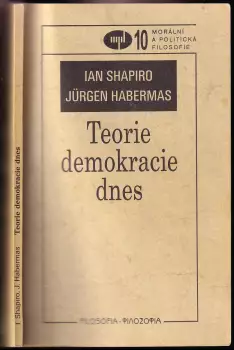 mpf 10 MORÁLNÍ
A POLITICKÁ
FILOSOFIE
IAN SHAPIRO
JÜRGEN HABERMAS
Teorie
demokracie
dnes
FILOSOFIA
I. Shapiro, J. Habermas Teorie demokracie dnes